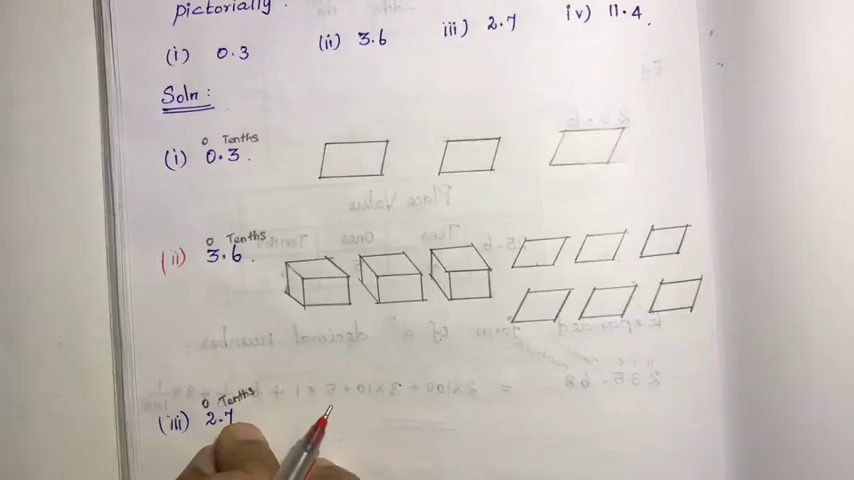 pictorially.
(i) 0.3 (ii) 3.6 iii) 2.7 iv) 11.4.
Soln:
0 Tenths
(i) 0.3.
0 Tenths
(ii) 3.6.
0 Tenths
(iii) 2.7